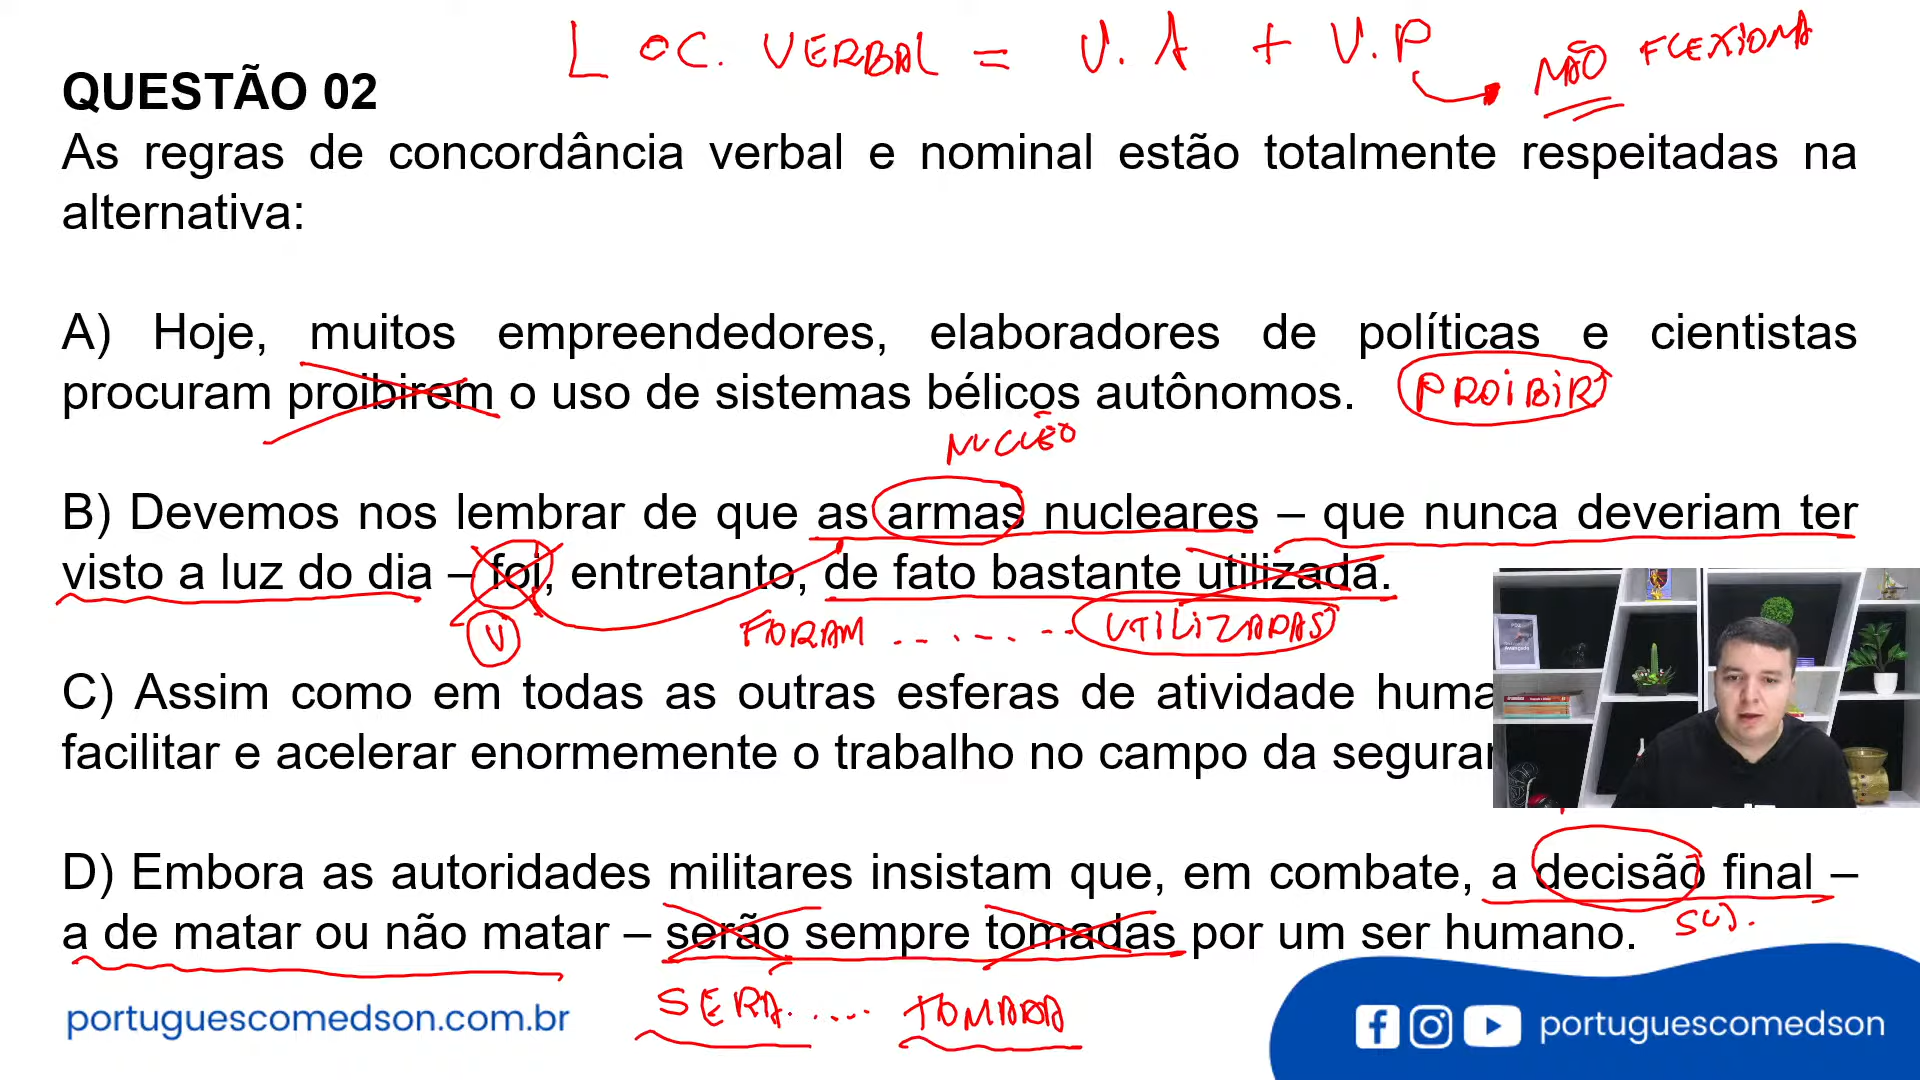 LOC. VERBAL = V.A + V.P
NÃO FLEXIONA
QUESTÃO 02
As regras de concordância verbal e nominal estão totalmente respeitadas na
alternativa:
A) Hoje, muitos empreendedores, elaboradores de políticas e cientistas
procuram proibirem o uso de sistemas bélicos autônomos. PROIBIR
NUCLEO
B) Devemos nos lembrar de que as armas nucleares – que nunca deveriam ter
visto a luz do dia – foi, entretanto, de fato bastante utilizada.
V FORAM ........ UTILIZADAS
C) Assim como em todas as outras esferas de atividade
facilitar e acelerar enormemente o trabalho no campo da
D) Embora as autoridades militares insistam que, em combate, a decisão final –
SUJ.
a de matar ou não matar – serão sempre tomadas por um ser humano.
SERÁ ..... TOMADA
portuguescomedson.com.br
portuguescomedson